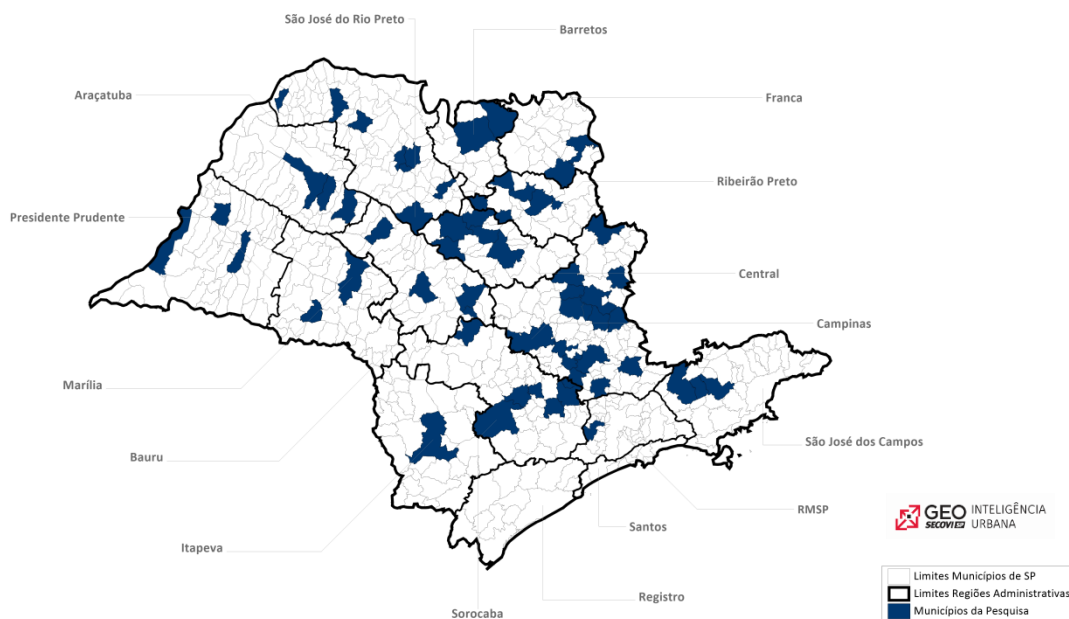 São José do Rio Preto
Barretos
Araçatuba
Franca
Ribeirão Preto
Presidente Prudente
Central
Campinas
Marília
São José dos Campos
Bauru
RMSP
Santos
Itapeva
Registro
Sorocaba
GEO INTELIGÊNCIA
SECOVI SP URBANA
Limites Municípios de SP
Limites Regiões Administrativas
Municípios da Pesquisa